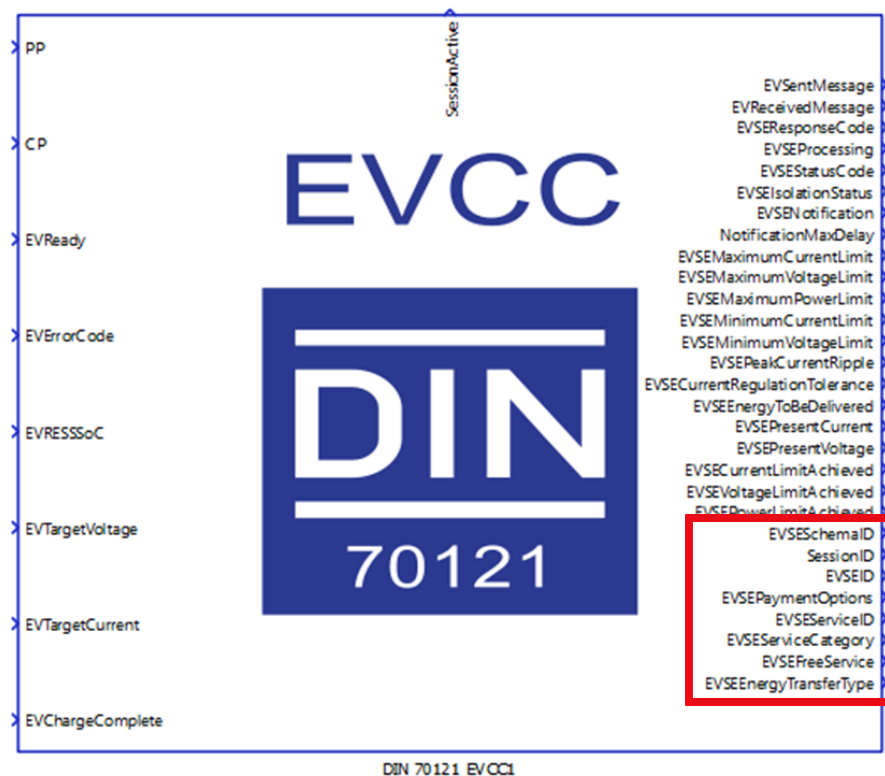 SessionActive
PP
CP
EVReady
EVErrorCode
EVRESSSoC
EVTargetVoltage
EVTargetCurrent
EVChargeComplete
EVCC
DIN
70121
EVSentMessage
EVReceivedMessage
EVSEResponseCode
EVSEProcessing
EVSEStatusCode
EVSEIsolationStatus
EVSENotification
NotificationMaxDelay
EVSEMaximumCurrentLimit
EVSEMaximumVoltageLimit
EVSEMaximumPowerLimit
EVSEMinimumCurrentLimit
EVSEMinimumVoltageLimit
EVSEPeakCurrentRipple
EVSECurrentRegulationTolerance
EVSEEnergyToBeDelivered
EVSEPresentCurrent
EVSEPresentVoltage
EVSECurrentLimitAchieved
EVSEVoltageLimitAchieved
EVSEPowerLimitAchieved
EVSESchemaID
SessionID
EVSEID
EVSEPaymentOptions
EVSEServiceID
EVSEServiceCategory
EVSEFreeService
EVSEEnergyTransferType
DIN 70121 EVCC1